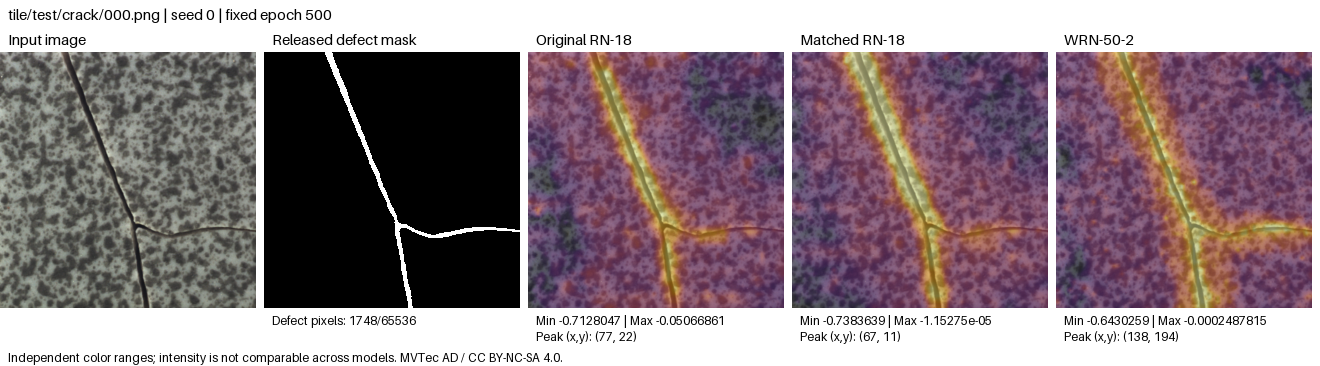 tile/test/crack/000.png | seed 0 | fixed epoch 500
Input image
Released defect mask
Original RN-18
Matched RN-18
WRN-50-2
Defect pixels: 1748/65536
Min -0.7128047 | Max -0.05066861
Peak (x,y): (77, 22)
Min -0.7383639 | Max -1.15275e-05
Peak (x,y): (67, 11)
Min -0.6430259 | Max -0.0002487815
Peak (x,y): (138, 194)
Independent color ranges; intensity is not comparable across models. MVTec AD / CC BY-NC-SA 4.0.